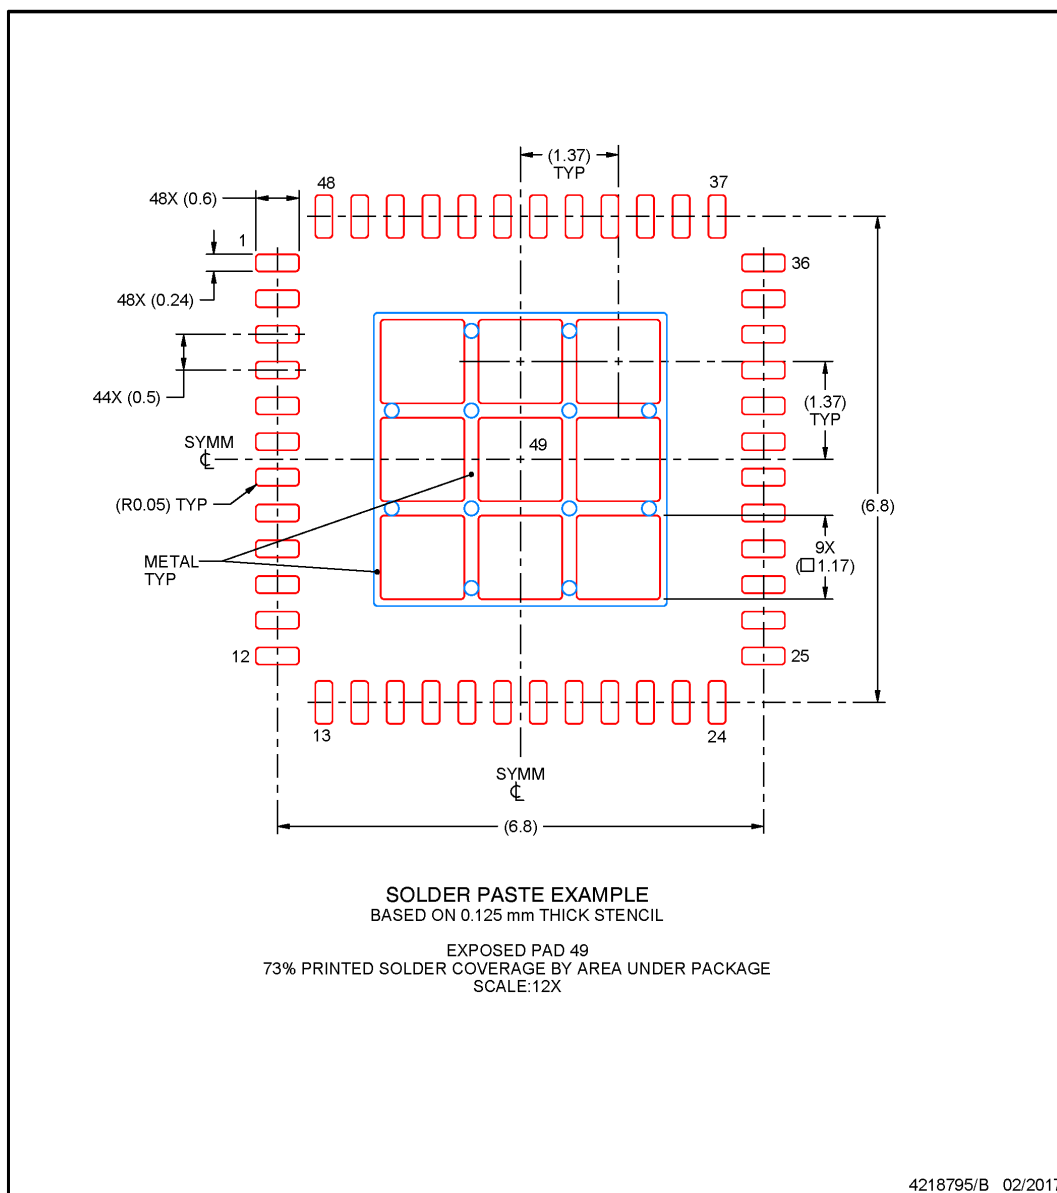 (1.37)
TYP
48
37
48X (0.6)
1
36
48X (0.24)
44X (0.5)
(1.37)
TYP
SYMM
℄
49
(R0.05) TYP
(6.8)
METAL
TYP
9X
(□1.17)
12
25
13
24
SYMM
℄
(6.8)
SOLDER PASTE EXAMPLE
BASED ON 0.125 mm THICK STENCIL
EXPOSED PAD 49
73% PRINTED SOLDER COVERAGE BY AREA UNDER PACKAGE
SCALE:12X
4218795/B 02/2017